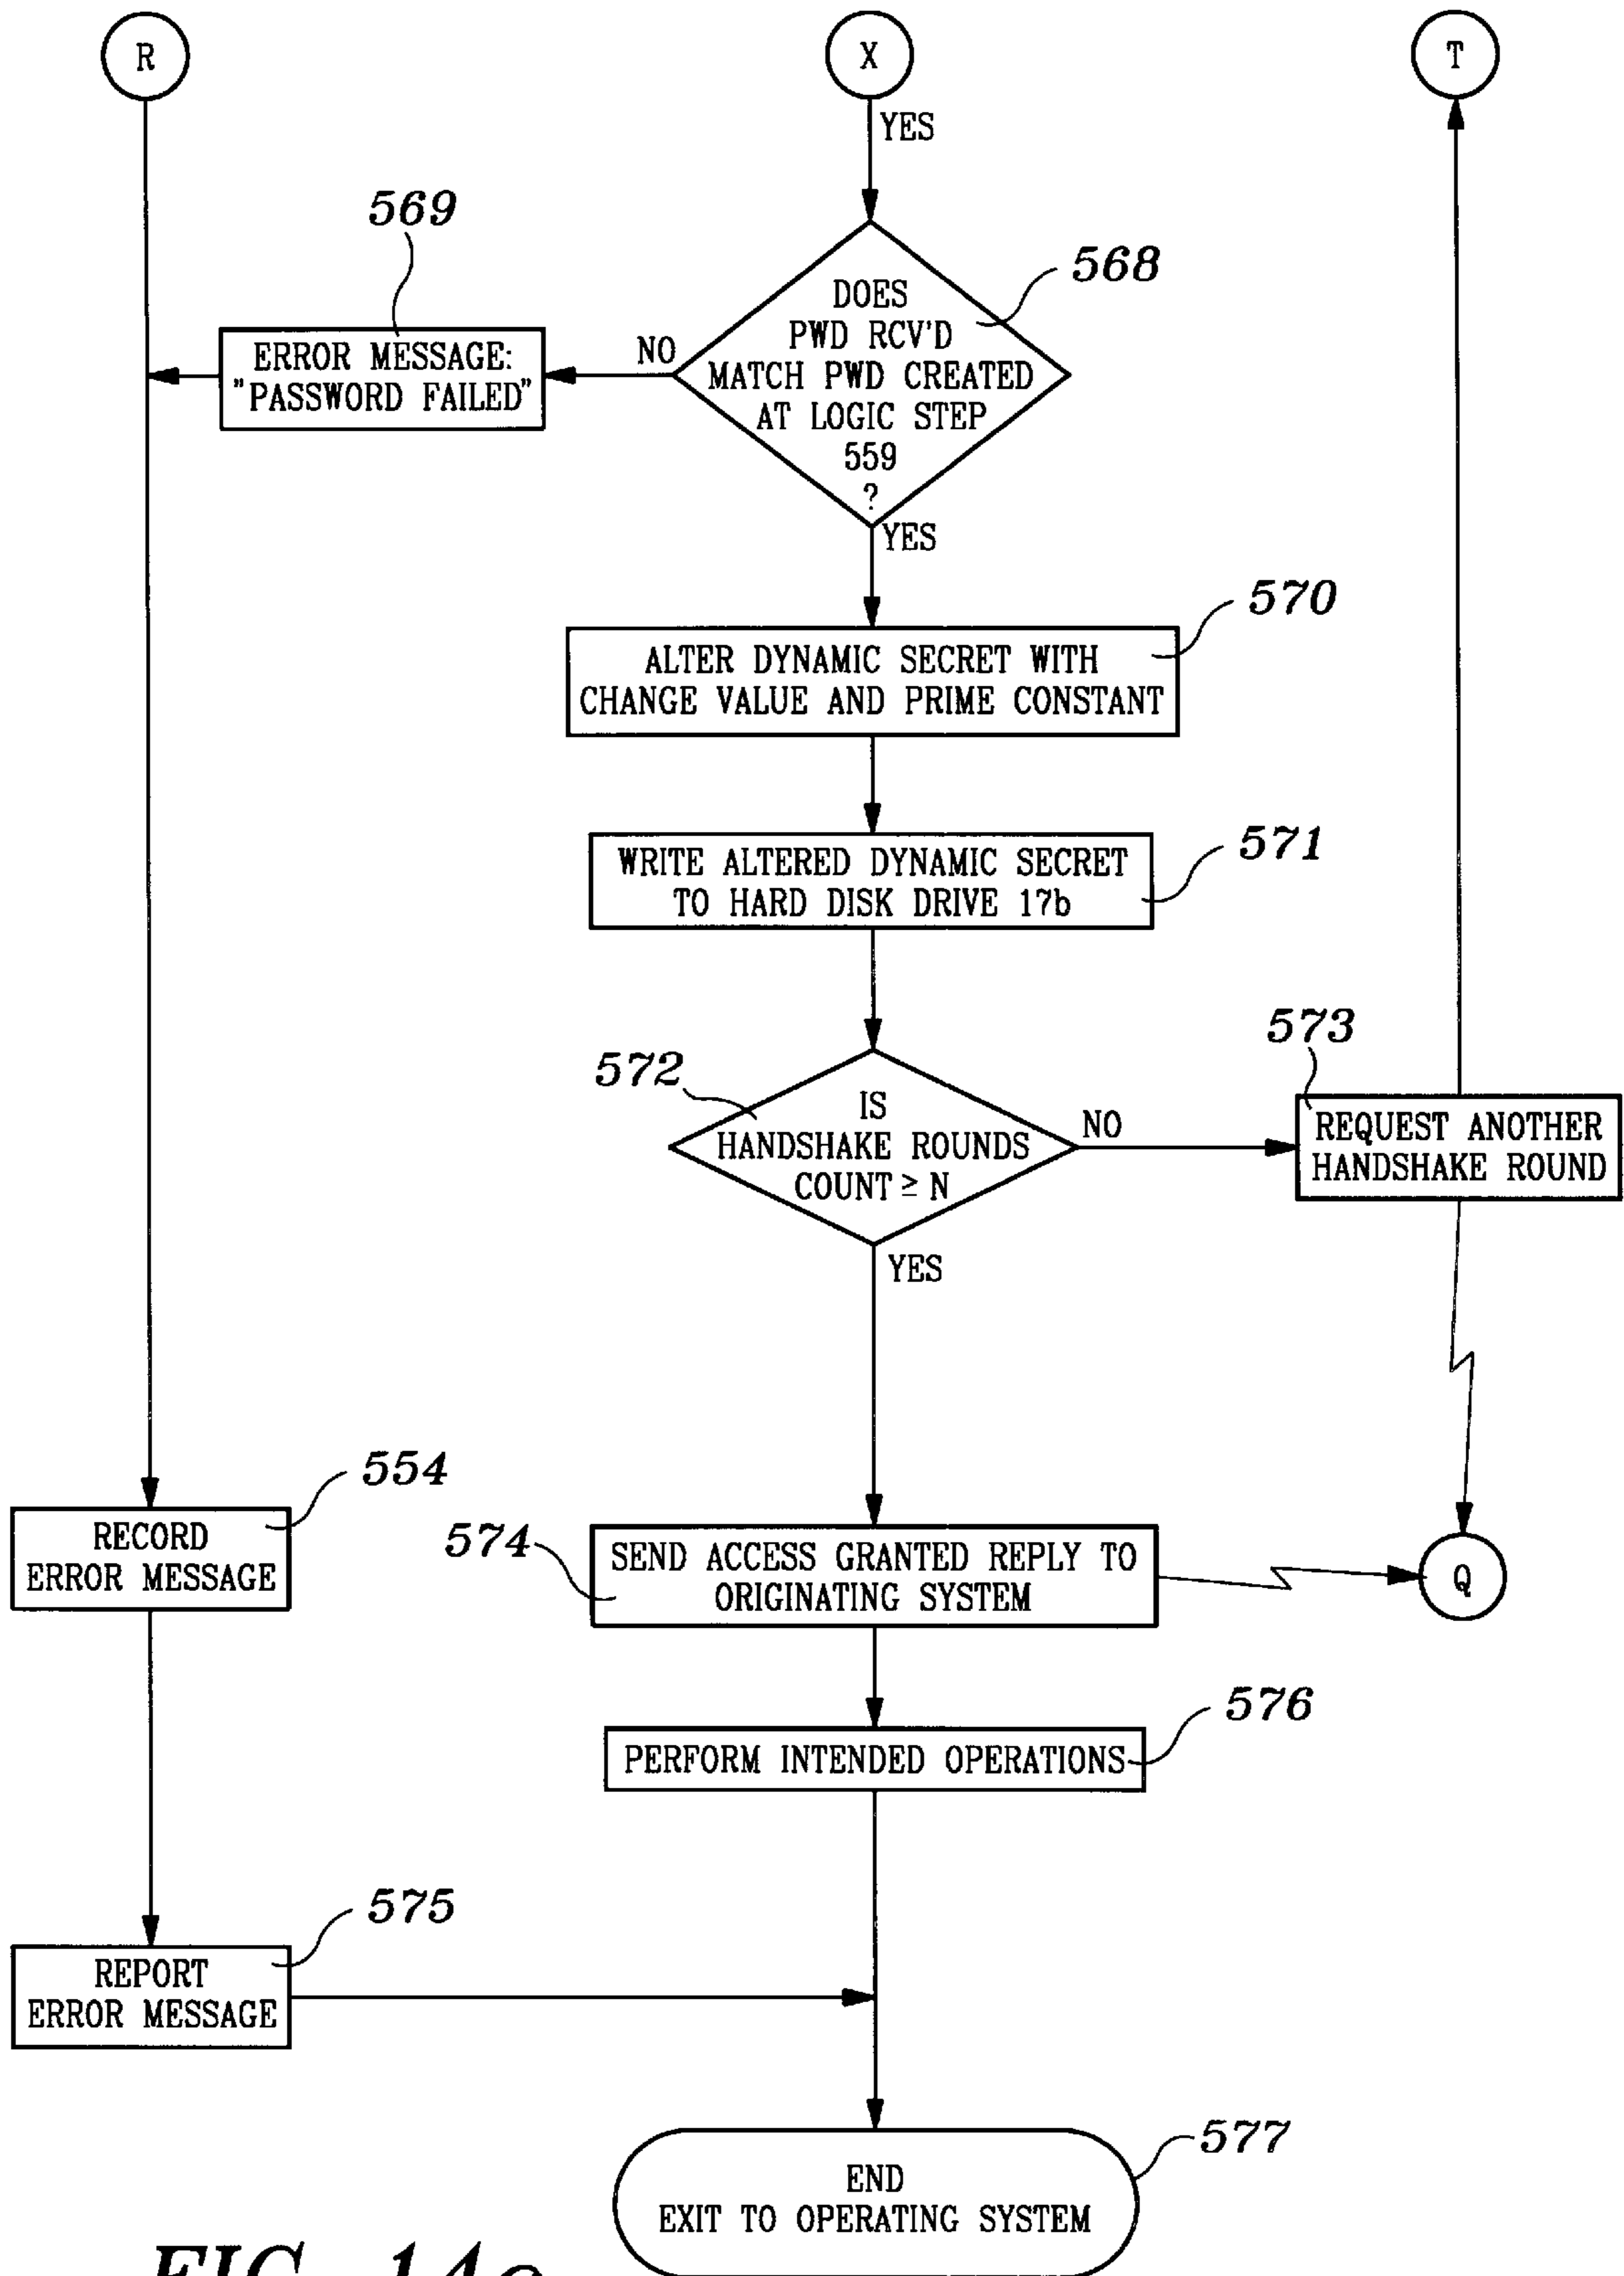 R
X
T
YES
569
568
DOES
PWD RCV'D
MATCH PWD CREATED
AT LOGIC STEP
559
?
NO
ERROR MESSAGE:
"PASSWORD FAILED"
YES
570
ALTER DYNAMIC SECRET WITH
CHANGE VALUE AND PRIME CONSTANT
571
WRITE ALTERED DYNAMIC SECRET
TO HARD DISK DRIVE 17b
572
IS
HANDSHAKE ROUNDS
COUNT ≥ N
NO
573
REQUEST ANOTHER
HANDSHAKE ROUND
YES
554
RECORD
ERROR MESSAGE
574
SEND ACCESS GRANTED REPLY TO
ORIGINATING SYSTEM
Q
576
PERFORM INTENDED OPERATIONS
575
REPORT
ERROR MESSAGE
577
END
EXIT TO OPERATING SYSTEM
FIG. 14c